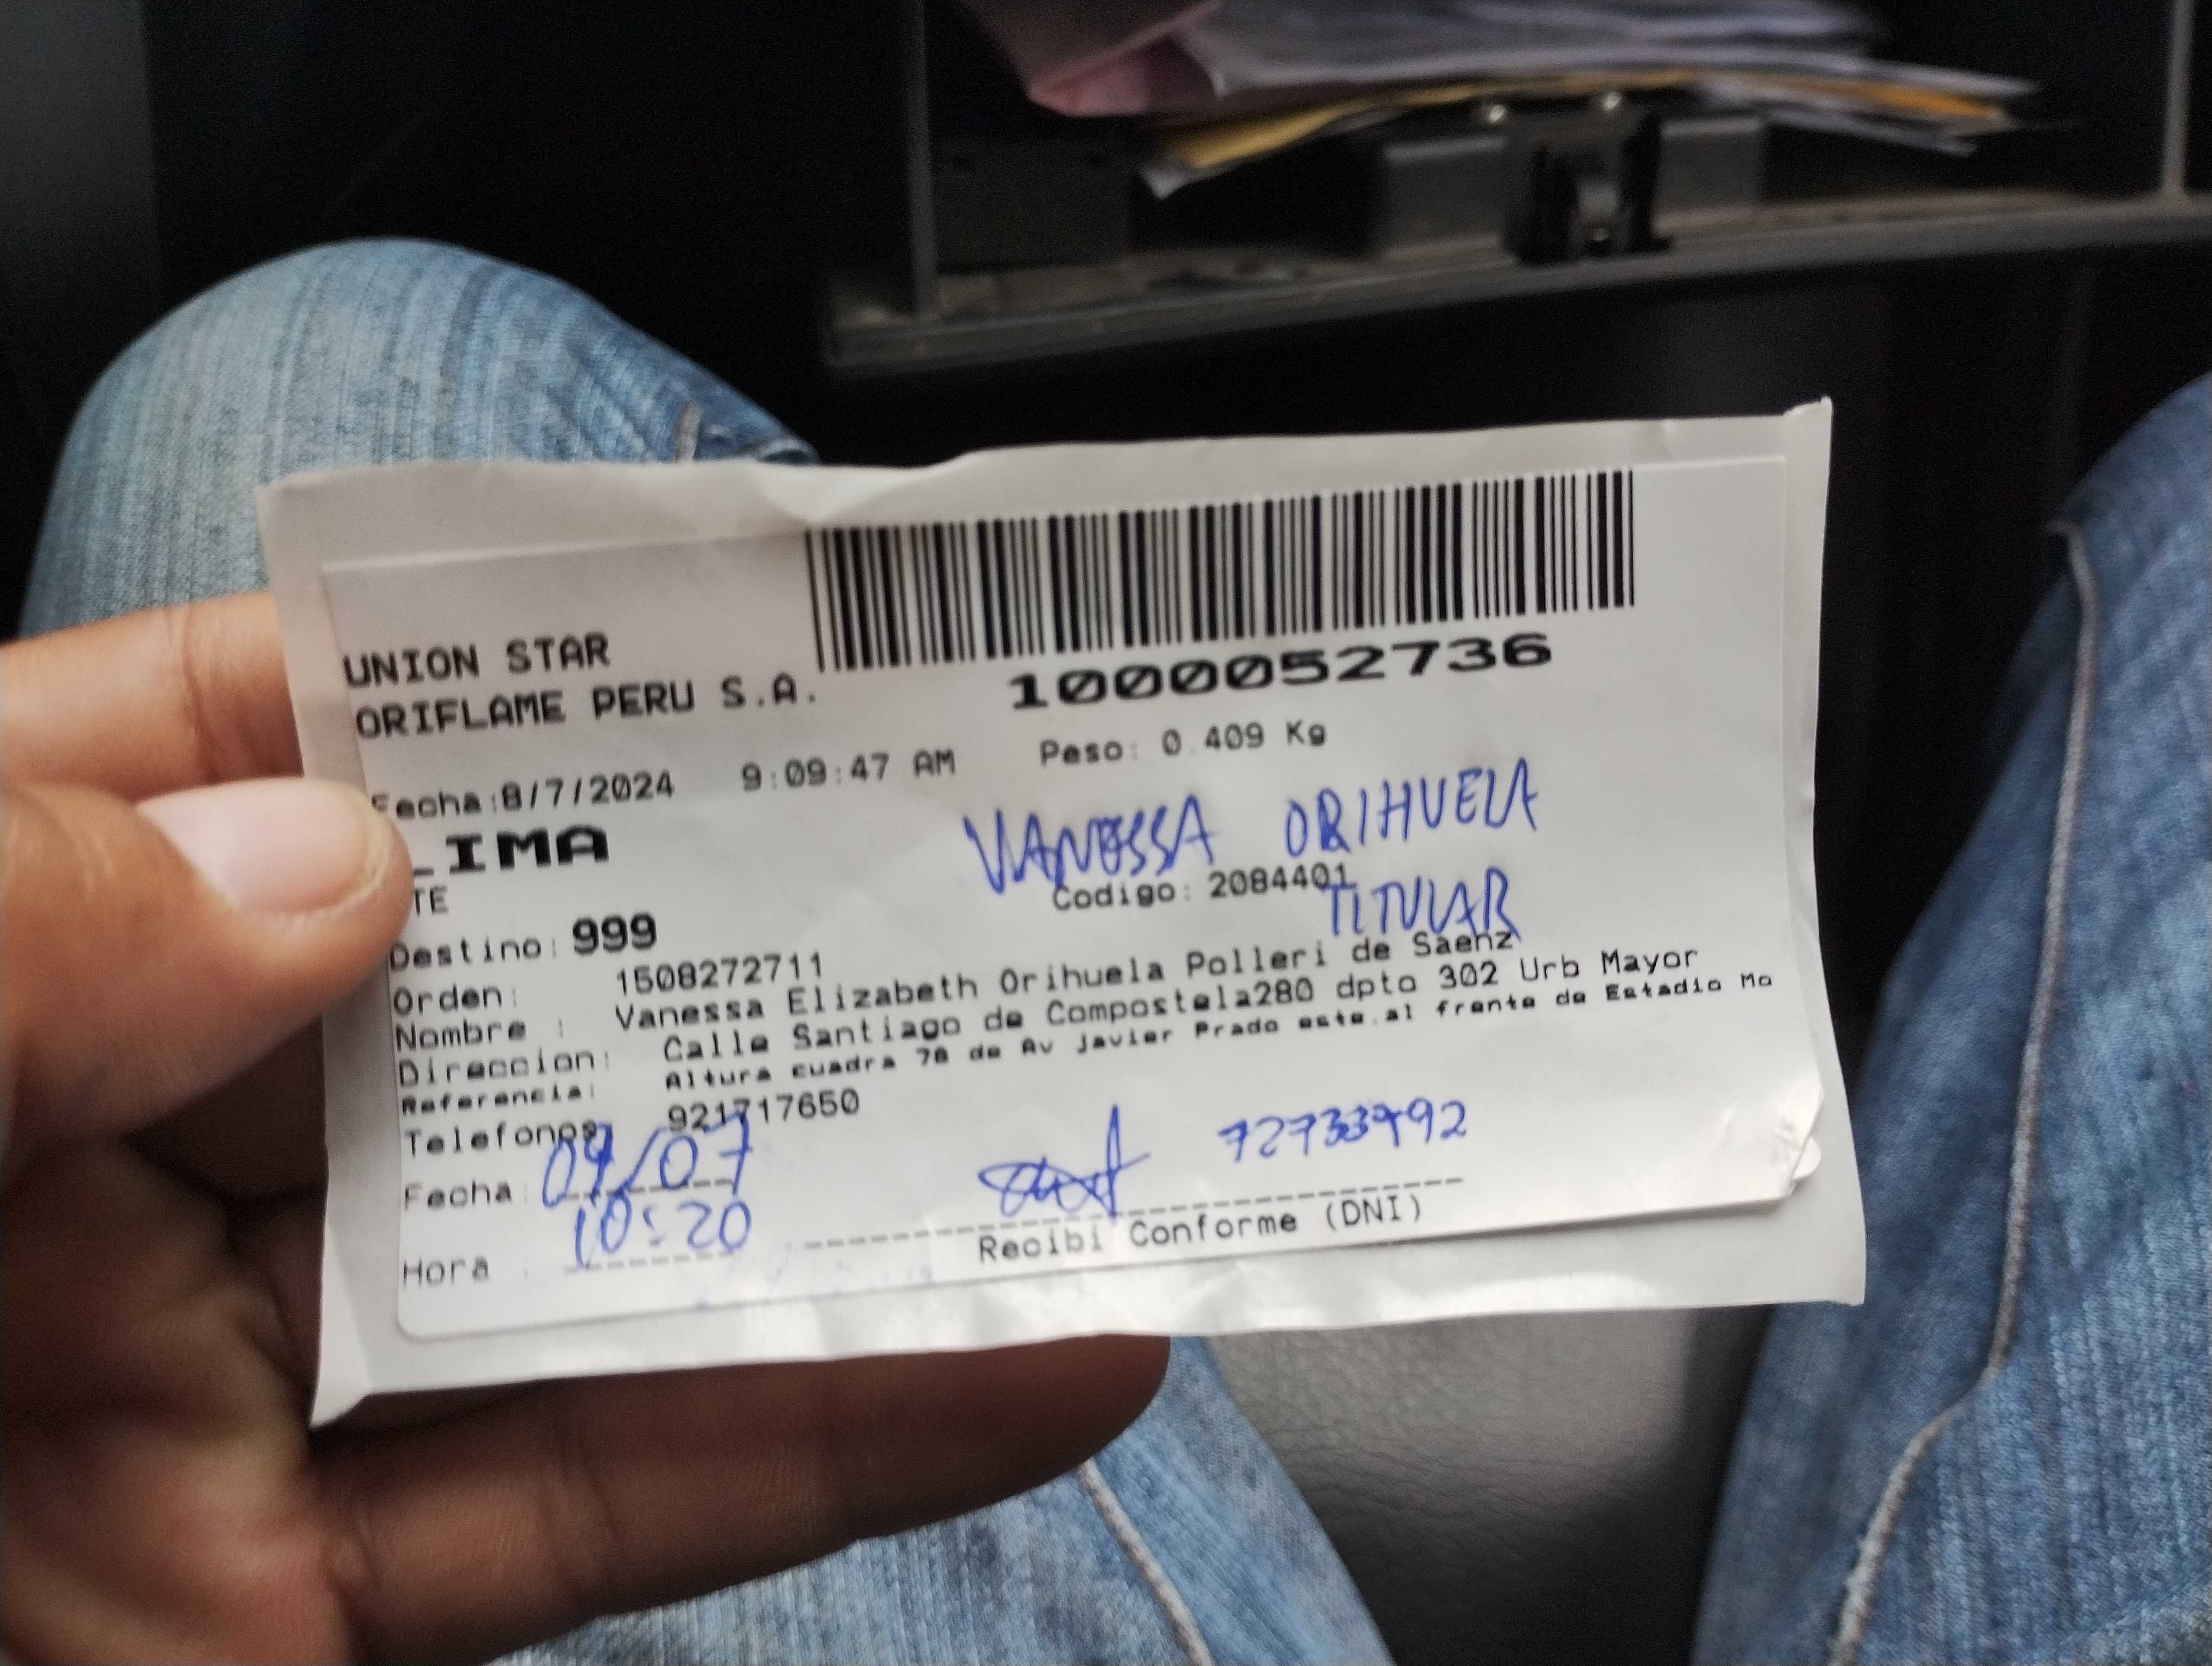 UNION STAR
ORIFLAME PERU S.A.
1000052736
Fecha:8/7/2024 9:09:47 AM Peso: 0.409 Kg
LIMA
VANESSA ORIHUELA
TE Codigo: 2084401
TITULAR
Destino: 999
Orden: 1508272711
Nombre : Vanessa Elizabeth Orihuela Polleri de Saenz
Direccion: Calle Santiago de Compostela280 dpto 302 Urb Mayor
Referencia: Altura cuadra 78 de Av javier Prado este.al frente de Estadio Mo
Telefonos: 921717650
Fecha: 09/07
Hora : 10:20
Recibi Conforme (DNI)